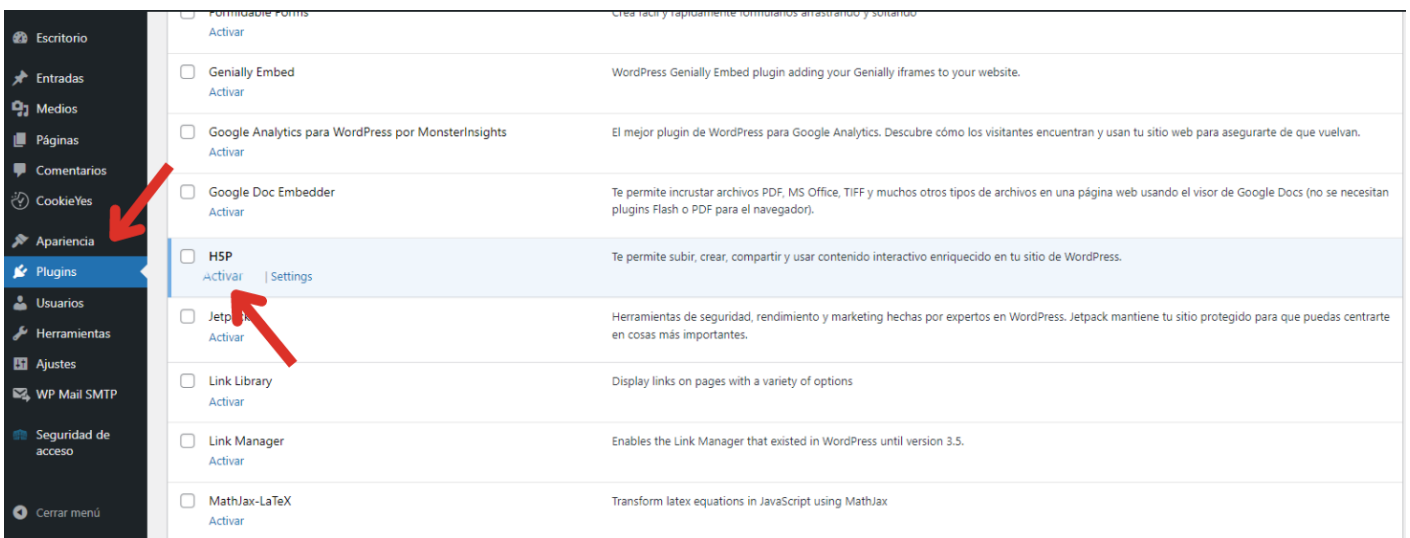 Escritorio
Entradas
Medios
Páginas
Comentarios
CookieYes
Apariencia
Plugins
Usuarios
Herramientas
Ajustes
WP Mail SMTP
Seguridad de
acceso
Cerrar menú
Formidable Forms
Crea fácil y rápidamente formularios arrastrando y soltando
Activar
Genially Embed
WordPress Genially Embed plugin adding your Genially iframes to your website.
Activar
Google Analytics para WordPress por MonsterInsights
El mejor plugin de WordPress para Google Analytics. Descubre cómo los visitantes encuentran y usan tu sitio web para asegurarte de que vuelvan.
Activar
Google Doc Embedder
Te permite incrustar archivos PDF, MS Office, TIFF y muchos otros tipos de archivos en una página web usando el visor de Google Docs (no se necesitan
plugins Flash o PDF para el navegador).
Activar
H5P
Te permite subir, crear, compartir y usar contenido interactivo enriquecido en tu sitio de WordPress.
Activar | Settings
Jetpack
Herramientas de seguridad, rendimiento y marketing hechas por expertos en WordPress. Jetpack mantiene tu sitio protegido para que puedas centrarte
en cosas más importantes.
Activar
Link Library
Display links on pages with a variety of options
Activar
Link Manager
Enables the Link Manager that existed in WordPress until version 3.5.
Activar
MathJax-LaTeX
Transform latex equations in JavaScript using MathJax
Activar